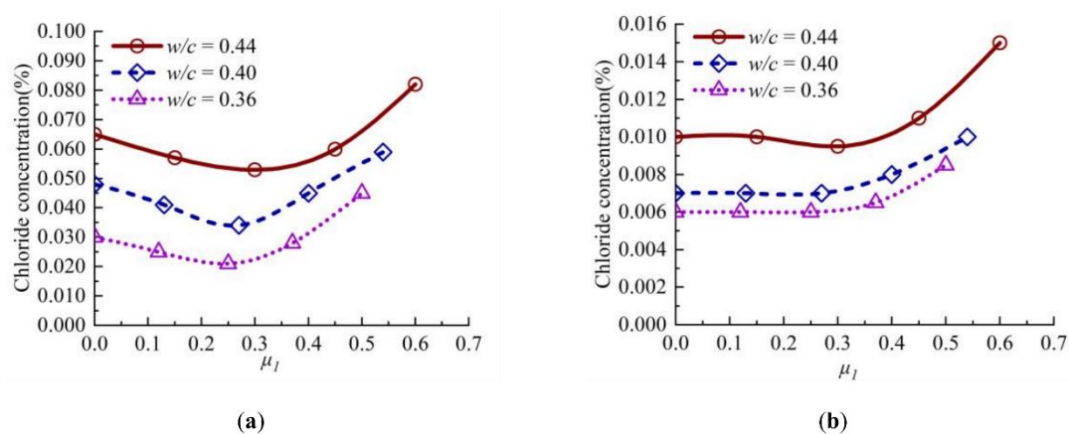 0.100
0.090
0.080
0.070
0.060
0.050
0.040
0.030
0.020
0.010
0.000
Chloride concentration(%)
w/c = 0.44
w/c = 0.40
w/c = 0.36
0.0 0.1 0.2 0.3 0.4 0.5 0.6 0.7
μ1
(a)
0.016
0.014
0.012
0.010
0.008
0.006
0.004
0.002
0.000
Chloride concentration(%)
w/c = 0.44
w/c = 0.40
w/c = 0.36
0.0 0.1 0.2 0.3 0.4 0.5 0.6 0.7
μ1
(b)